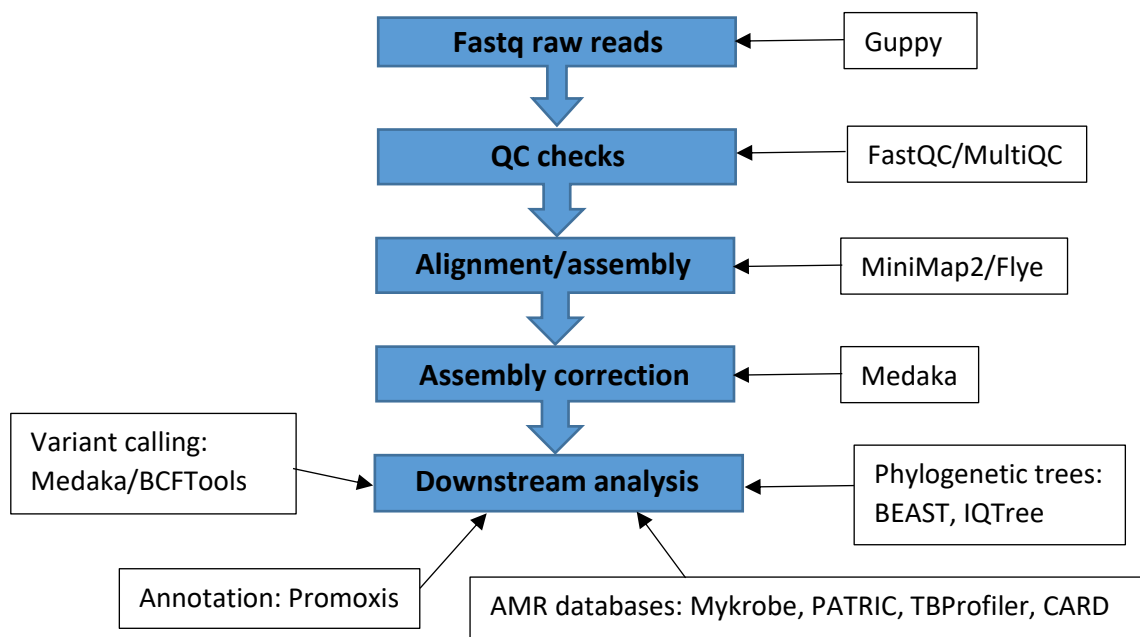 Fastq raw reads
Guppy
QC checks
FastQC/MultiQC
Alignment/assembly
MiniMap2/Flye
Assembly correction
Medaka
Variant calling:
Medaka/BCFTools
Downstream analysis
Phylogenetic trees:
BEAST, IQTree
Annotation: Promoxis
AMR databases: Mykrobe, PATRIC, TBProfiler, CARD